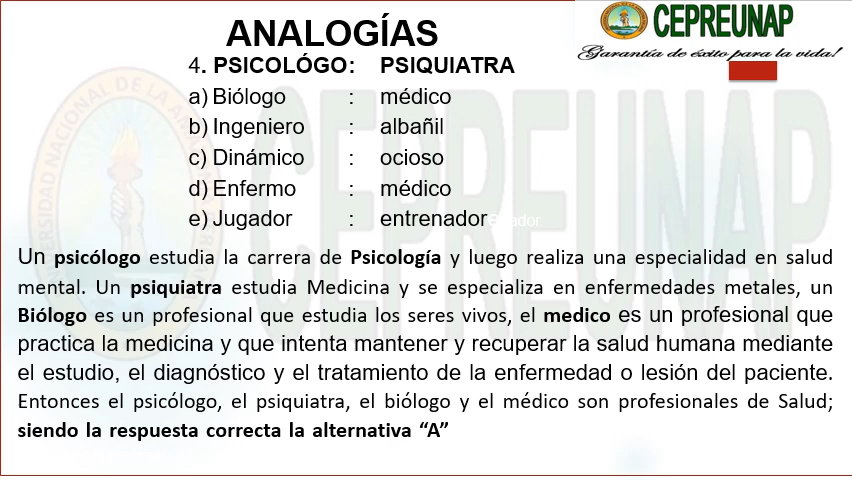 ANALOGÍAS
CEPREUNAP
Garantía de éxito para la vida!
4. PSICOLÓGO: PSIQUIATRA
a) Biólogo : médico
b) Ingeniero : albañil
c) Dinámico : ocioso
d) Enfermo : médico
e) Jugador : entrenador
Un psicólogo estudia la carrera de Psicología y luego realiza una especialidad en salud
mental. Un psiquiatra estudia Medicina y se especializa en enfermedades metales, un
Biólogo es un profesional que estudia los seres vivos, el medico es un profesional que
practica la medicina y que intenta mantener y recuperar la salud humana mediante
el estudio, el diagnóstico y el tratamiento de la enfermedad o lesión del paciente.
Entonces el psicólogo, el psiquiatra, el biólogo y el médico son profesionales de Salud;
siendo la respuesta correcta la alternativa “A”
CEPREUNAP